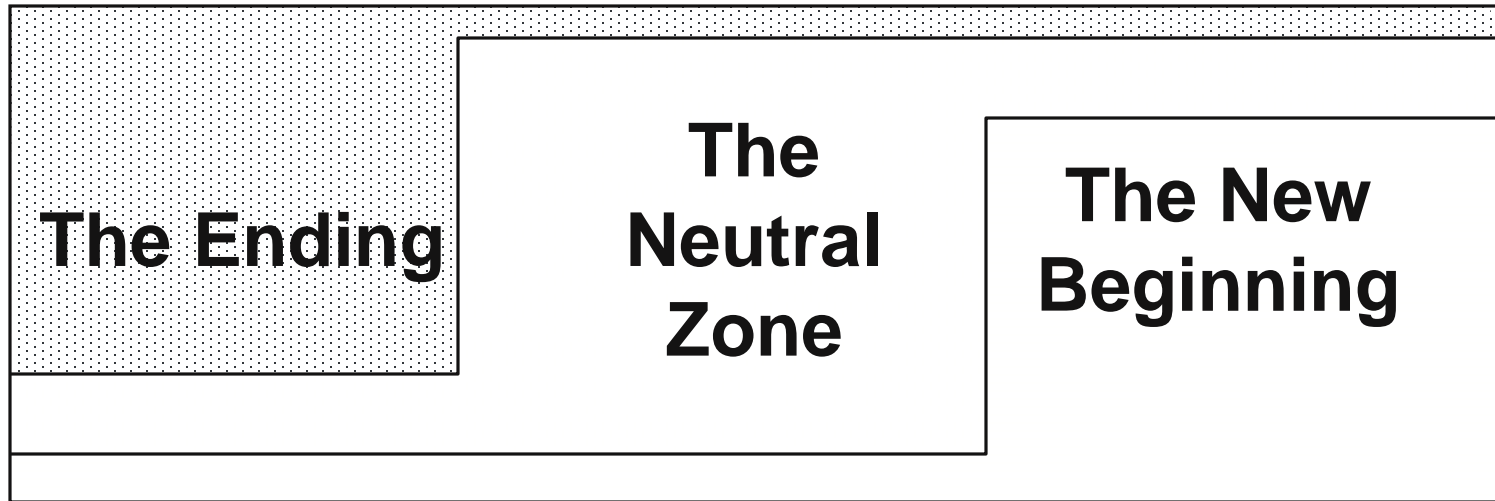 The Ending
The
Neutral
Zone
The New
Beginning